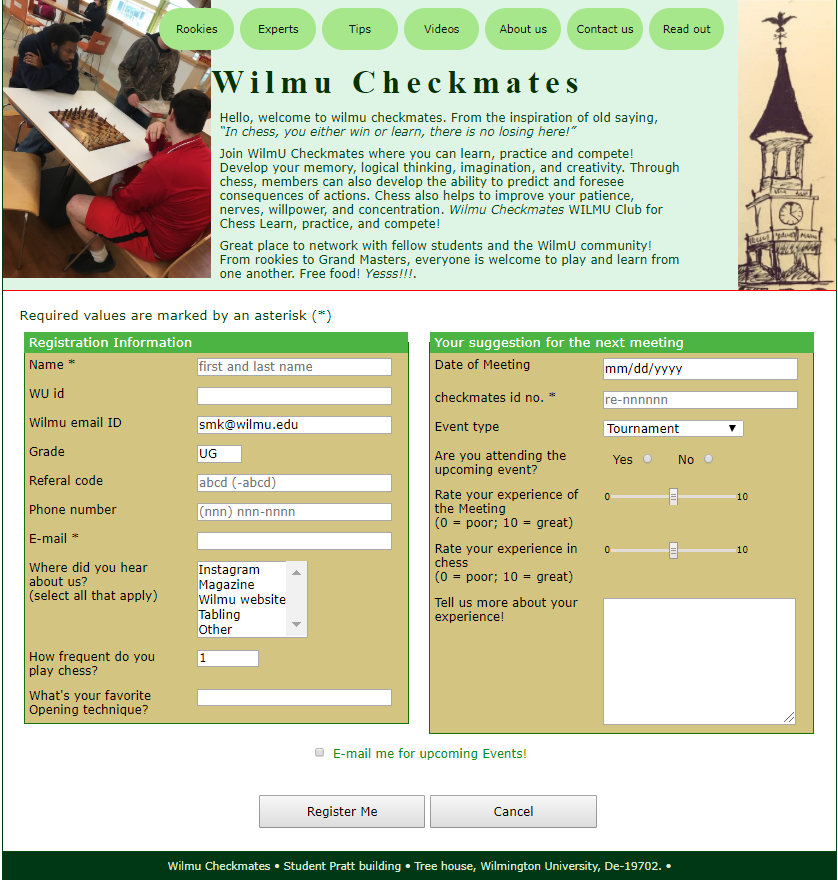 Rookies
Experts
Tips
Videos
About us
Contact us
Read out
Wilmu Checkmates
Hello, welcome to wilmu checkmates. From the inspiration of old saying,
“In chess, you either win or learn, there is no losing here!”
Join WilmU Checkmates where you can learn, practice and compete!
Develop your memory, logical thinking, imagination, and creativity. Through
chess, members can also develop the ability to predict and foresee
consequences of actions. Chess also helps to improve your patience,
nerves, willpower, and concentration. Wilmu Checkmates WILMU Club for
Chess Learn, practice, and compete!
Great place to network with fellow students and the WilmU community!
From rookies to Grand Masters, everyone is welcome to play and learn from
one another. Free food! Yesss!!!.
Required values are marked by an asterisk (*)
Registration Information
Name *
first and last name
WU id
Wilmu email ID
smk@wilmu.edu
Grade
UG
Referal code
abcd (-abcd)
Phone number
(nnn) nnn-nnnn
E-mail *
Where did you hear
about us?
(select all that apply)
Instagram
Magazine
Wilmu website
Tabling
Other
How frequent do you
play chess?
1
What's your favorite
Opening technique?
Your suggestion for the next meeting
Date of Meeting
mm/dd/yyyy
checkmates id no. *
re-nnnnnn
Event type
Tournament
Are you attending the
upcoming event?
Yes
No
Rate your experience of
the Meeting
(0 = poor; 10 = great)
0
10
Rate your experience in
chess
(0 = poor; 10 = great)
0
10
Tell us more about your
experience!
E-mail me for upcoming Events!
Register Me
Cancel
Wilmu Checkmates • Student Pratt building • Tree house, Wilmington University, De-19702. •